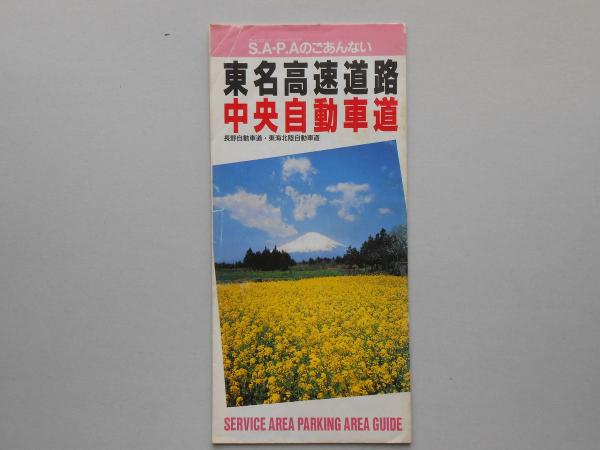 S.A・P.Aのごあんない
東名高速道路
中央自動車道
長野自動車道・東海北陸自動車道
SERVICE AREA PARKING AREA GUIDE